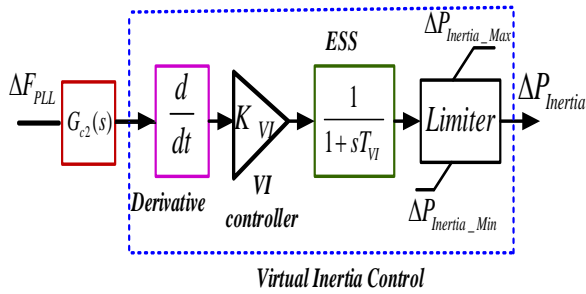 ESS
ΔP_Inertia_Max
ΔF_PLL
G_c2(s)
d
dt
K_VI
1
1+sT_VI
Limiter
ΔP_Inertia
Derivative
VI
controller
ΔP_Inertia_Min
Virtual Inertia Control